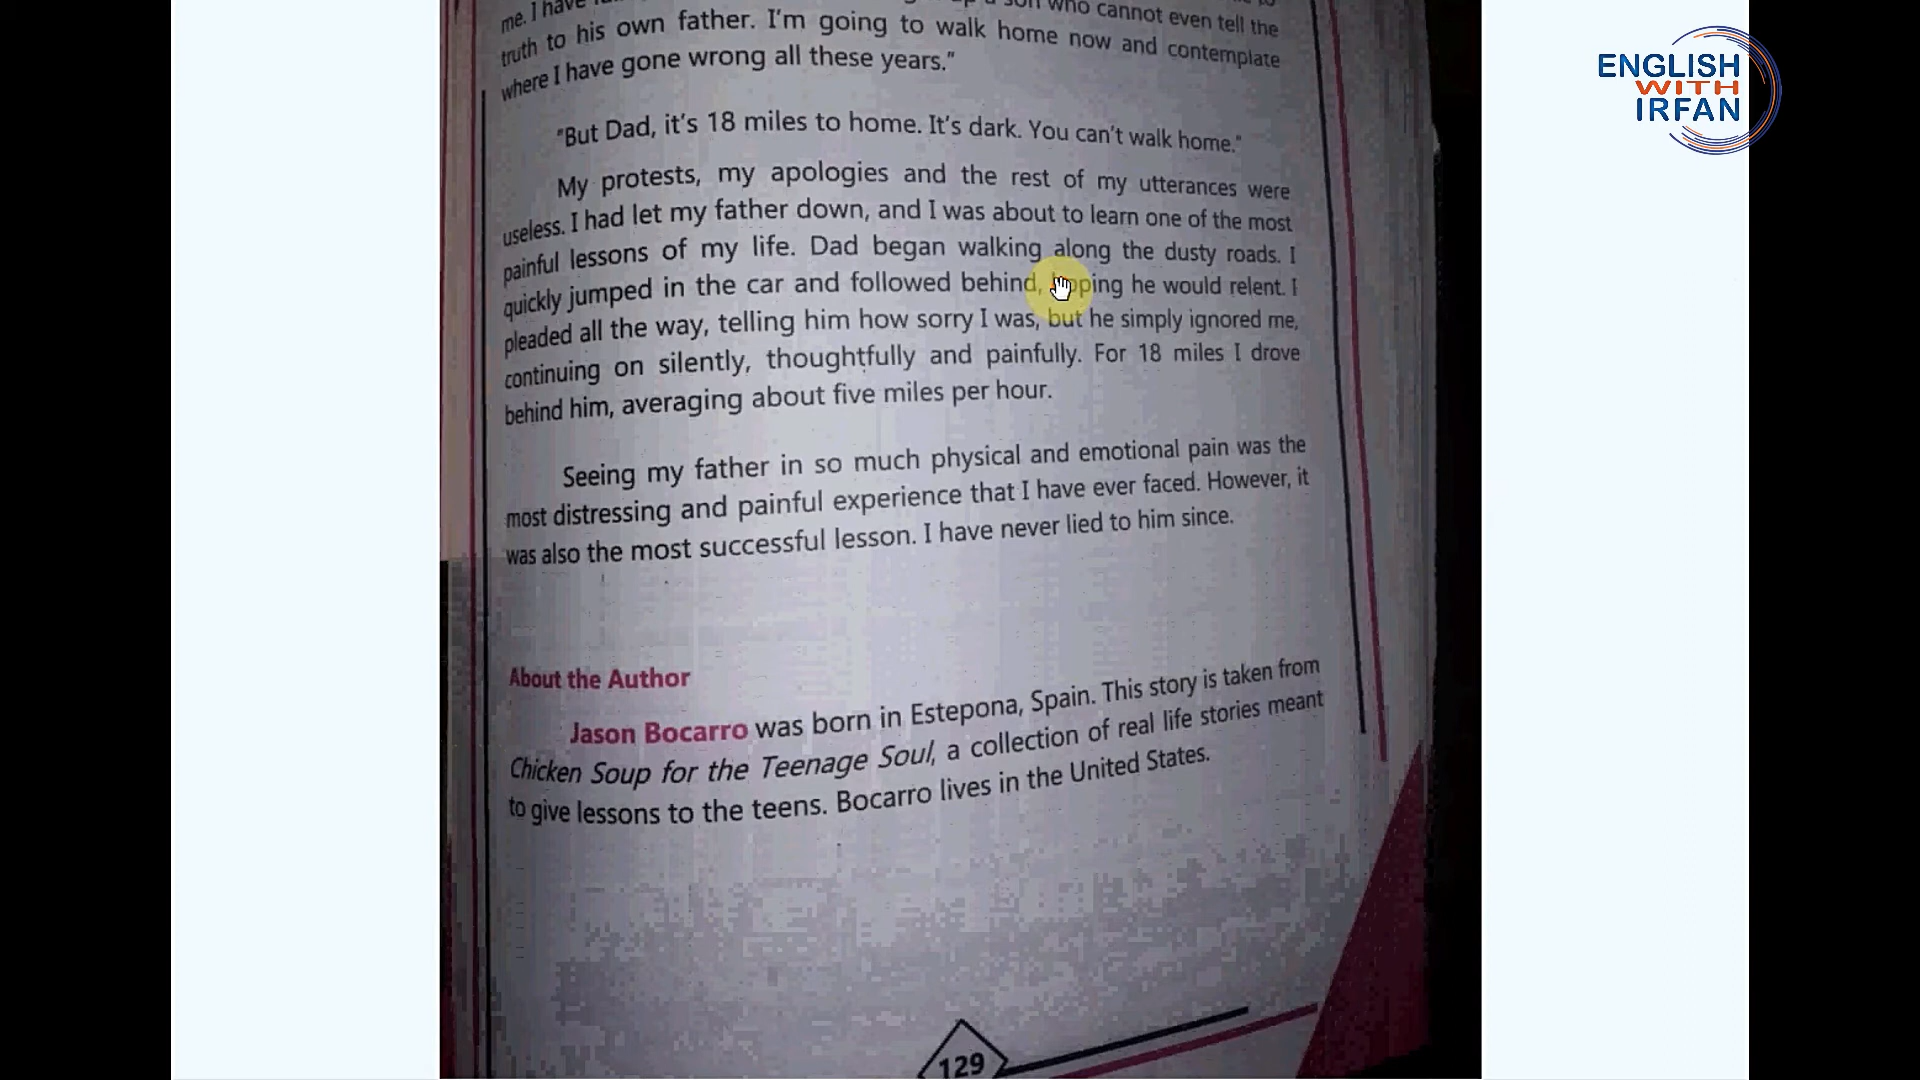 me. I have
son who cannot even tell the
truth to his own father. I'm going to walk home now and contemplate
where I have gone wrong all these years."
"But Dad, it's 18 miles to home. It's dark. You can't walk home."
My protests, my apologies and the rest of my utterances were
useless. I had let my father down, and I was about to learn one of the most
painful lessons of my life. Dad began walking along the dusty roads. I
quickly jumped in the car and followed behind, hoping he would relent. I
pleaded all the way, telling him how sorry I was, but he simply ignored me,
continuing on silently, thoughtfully and painfully. For 18 miles I drove
behind him, averaging about five miles per hour.
Seeing my father in so much physical and emotional pain was the
most distressing and painful experience that I have ever faced. However, it
was also the most successful lesson. I have never lied to him since.
About the Author
Jason Bocarro was born in Estepona, Spain. This story is taken from
Chicken Soup for the Teenage Soul, a collection of real life stories meant
to give lessons to the teens. Bocarro lives in the United States.
129
ENGLISH
WITH
IRFAN